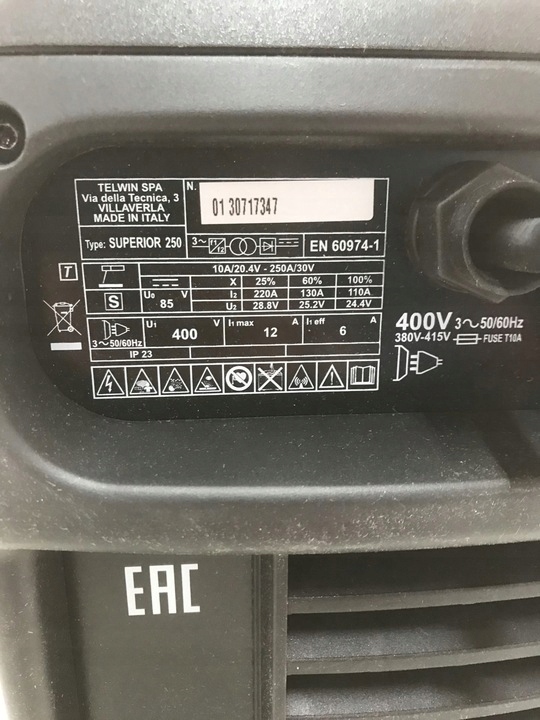 TELWIN SPA
Via della Tecnica, 3
VILLAVERLA
MADE IN ITALY
N.
01 30717347
Type: SUPERIOR 250
3~ f1 f2
EN 60974-1
T
10A/20.4V - 250A/30V
X 25% 60% 100%
S
U0 85 V
I2 220A 130A 110A
U2 28.8V 25.2V 24.4V
3~50/60Hz
U1 400 V
I1 max 12 A
I1 eff 6 A
IP 23
400V 3~50/60Hz
380V-415V FUSE T10A
EAC